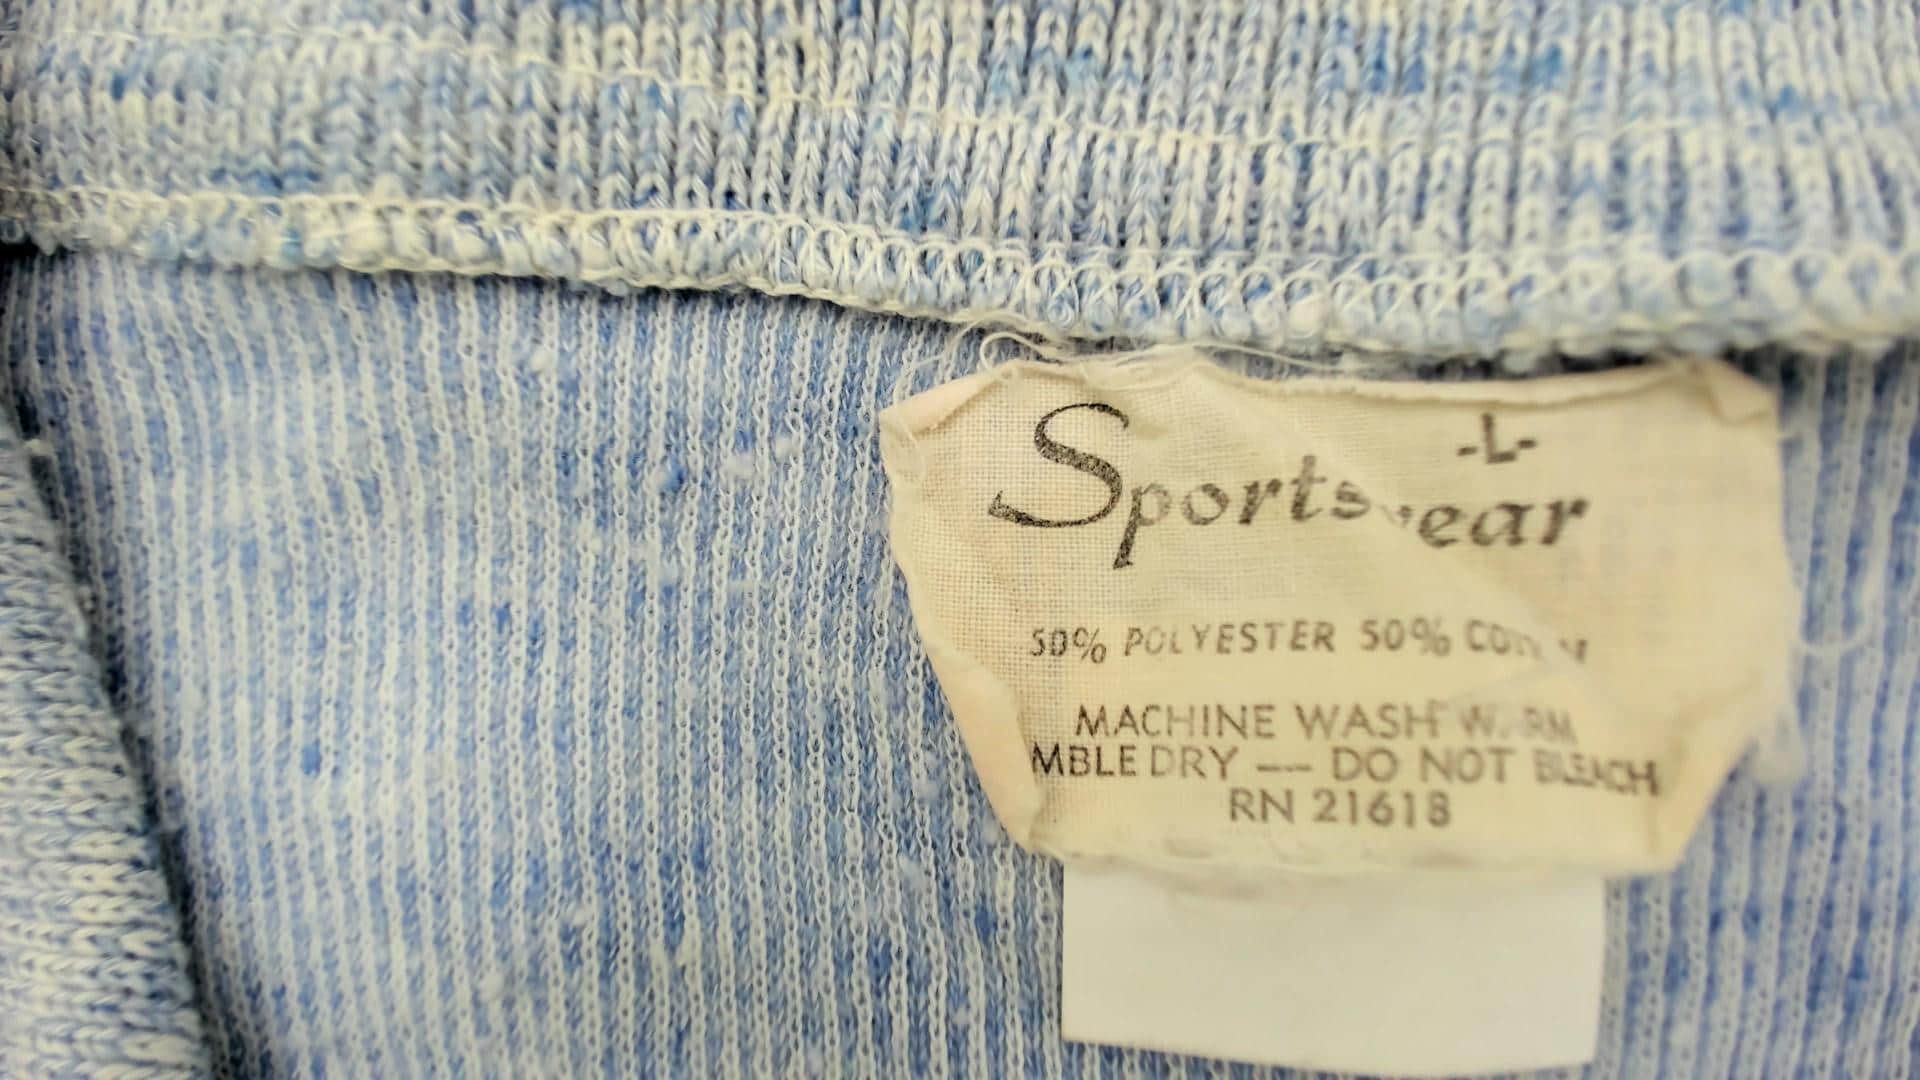 -L-
Sportswear
50% POLYESTER 50% COTTON
MACHINE WASH WARM
MBLE DRY — DO NOT BLEACH
RN 21618